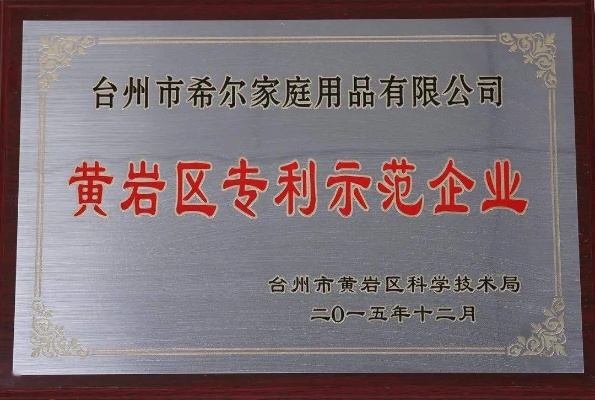 台州市希尔家庭用品有限公司
黄岩区专利示范企业
台州市黄岩区科学技术局
二〇一五年十二月